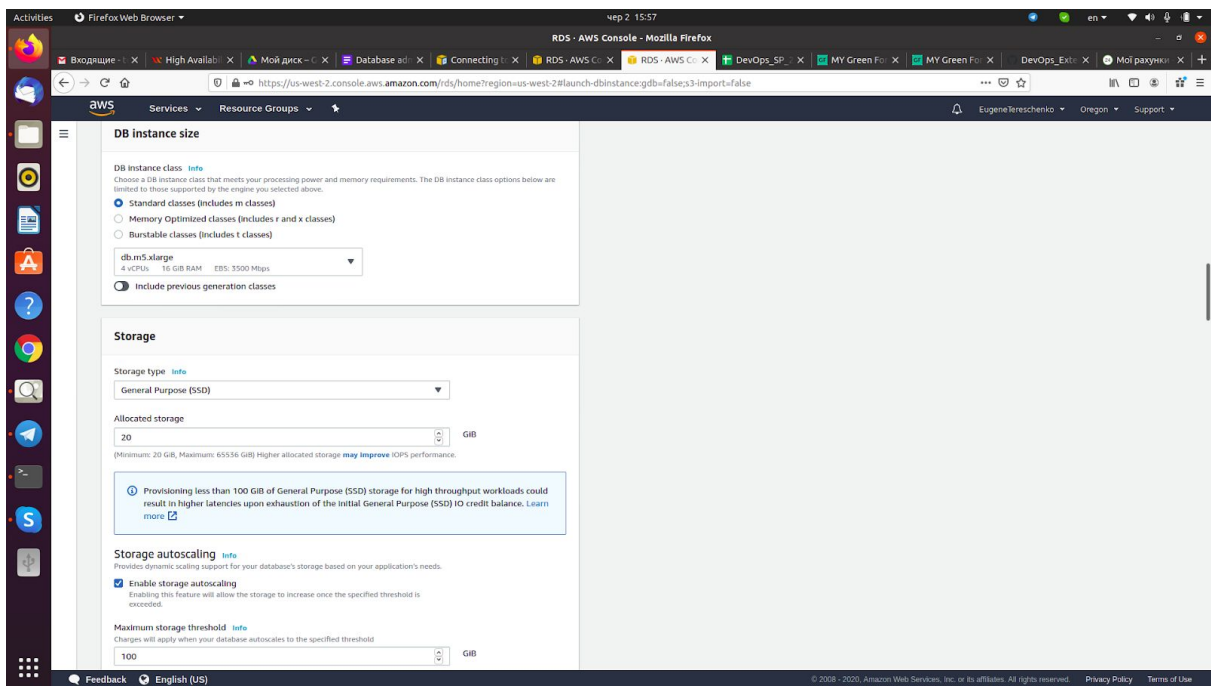 Activities Firefox Web Browser чер 2 15:57 en
RDS · AWS Console - Mozilla Firefox
Входящие - t High Availabil Мой диск – G Database adm Connecting to RDS · AWS Co RDS · AWS Co DevOps_SP_ MY Green For MY Green For DevOps_Exte Мої рахунки
https://us-west-2.console.aws.amazon.com/rds/home?region=us-west-2#launch-dbinstance:gdb=false;s3-import=false
aws Services Resource Groups EugeneTereschenko Oregon Support
DB instance size
DB instance class Info
Choose a DB instance class that meets your processing power and memory requirements. The DB instance class options below are
limited to those supported by the engine you selected above.
Standard classes (includes m classes)
Memory Optimized classes (includes r and x classes)
Burstable classes (includes t classes)
db.m5.xlarge
4 vCPUs 16 GiB RAM EBS: 3500 Mbps
Include previous generation classes
Storage
Storage type Info
General Purpose (SSD)
Allocated storage
20 GiB
(Minimum: 20 GiB, Maximum: 65536 GiB) Higher allocated storage may improve IOPS performance.
Provisioning less than 100 GiB of General Purpose (SSD) storage for high throughput workloads could
result in higher latencies upon exhaustion of the initial General Purpose (SSD) IO credit balance. Learn
more
Storage autoscaling Info
Provides dynamic scaling support for your database's storage based on your application's needs.
Enable storage autoscaling
Enabling this feature will allow the storage to increase once the specified threshold is
exceeded.
Maximum storage threshold Info
Charges will apply when your database autoscales to the specified threshold
100 GiB
Feedback English (US) © 2008 - 2020, Amazon Web Services, Inc. or its affiliates. All rights reserved. Privacy Policy Terms of Use